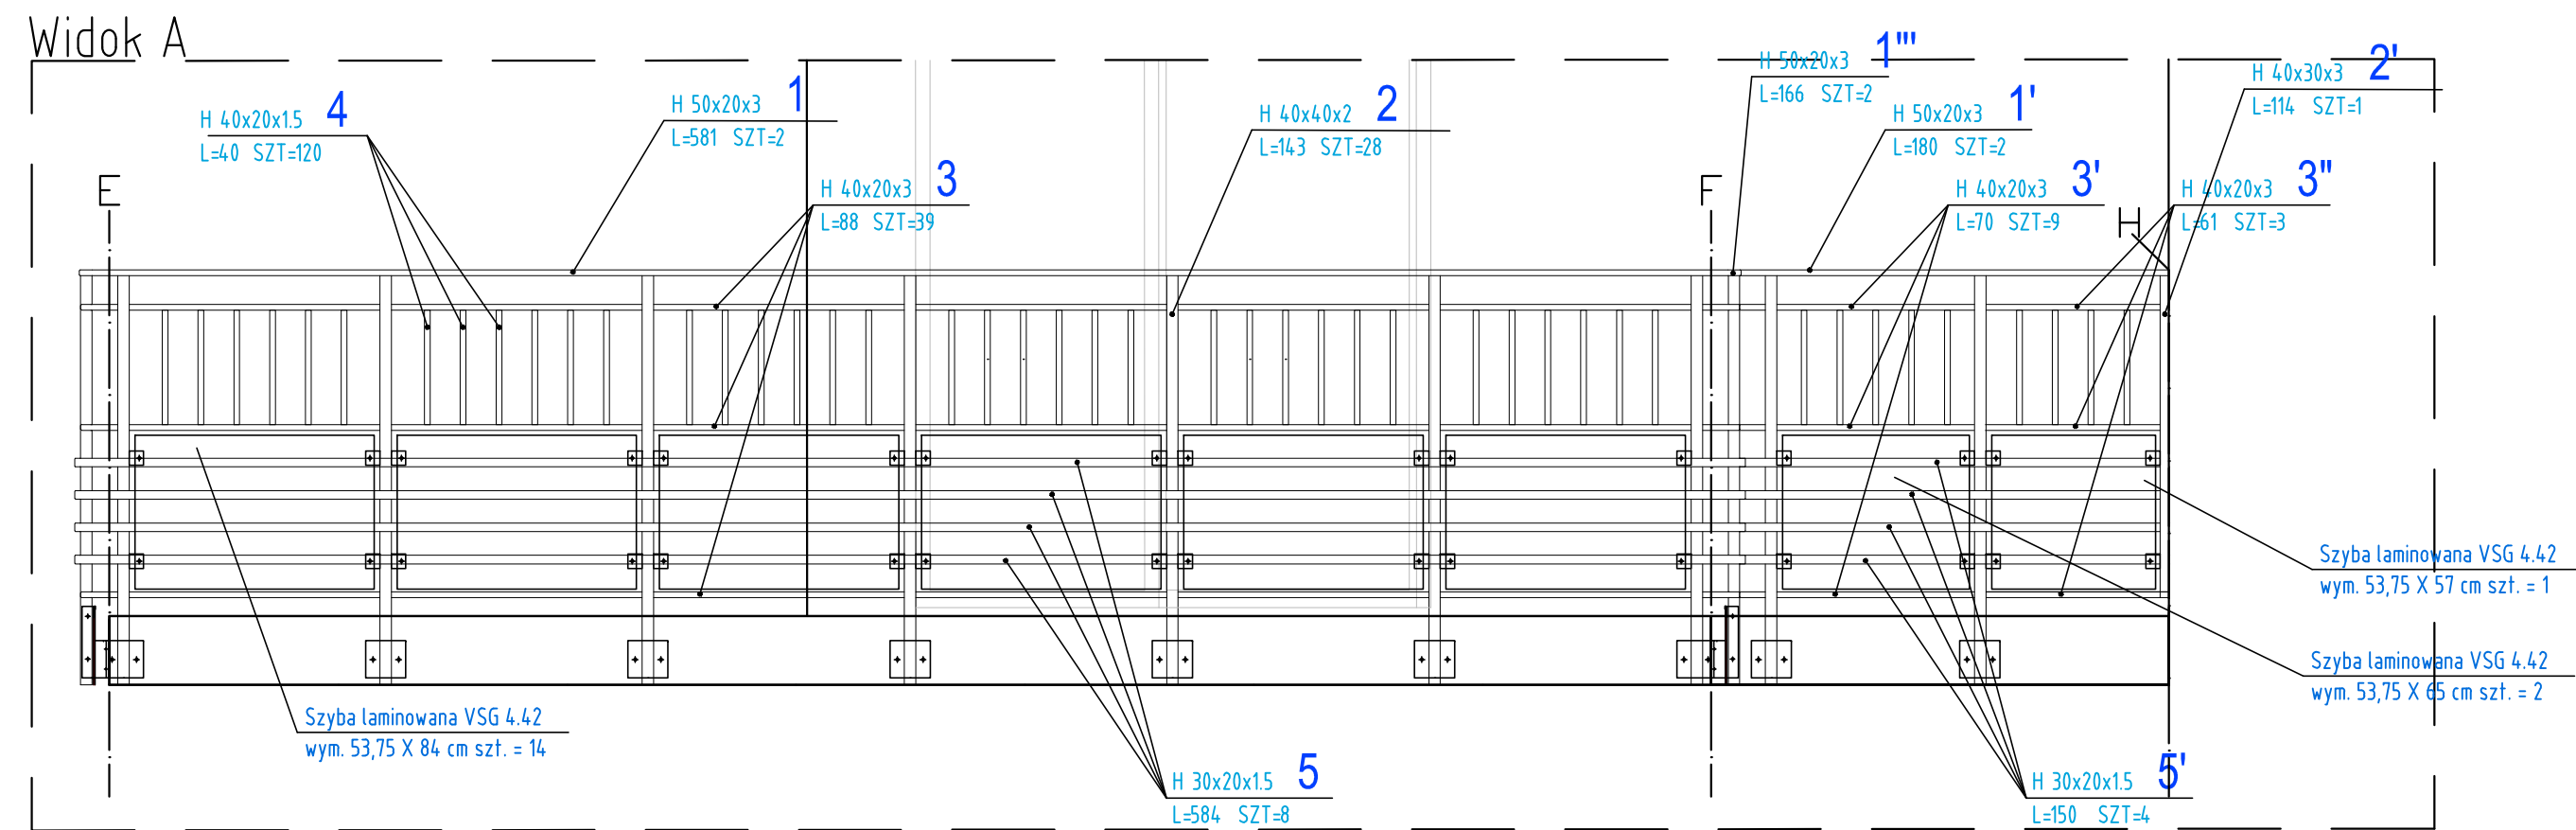 Widok A
H 40x20x1.5 4
L=40 SZT=120
H 50x20x3 1
L=581 SZT=2
H 40x20x3 3
L=88 SZT=39
H 40x40x2 2
L=143 SZT=28
H 50x20x3 1'''
L=166 SZT=2
H 50x20x3 1'
L=180 SZT=2
H 40x30x3 2'
L=114 SZT=1
H 40x20x3 3'
L=70 SZT=9
H 40x20x3 3"
L=61 SZT=3
E
F
H
Szyba laminowana VSG 4.42
wym. 53,75 X 57 cm szt. = 1
Szyba laminowana VSG 4.42
wym. 53,75 X 65 cm szt. = 2
Szyba laminowana VSG 4.42
wym. 53,75 X 84 cm szt. = 14
H 30x20x1.5 5
L=584 SZT=8
H 30x20x1.5 5'
L=150 SZT=4